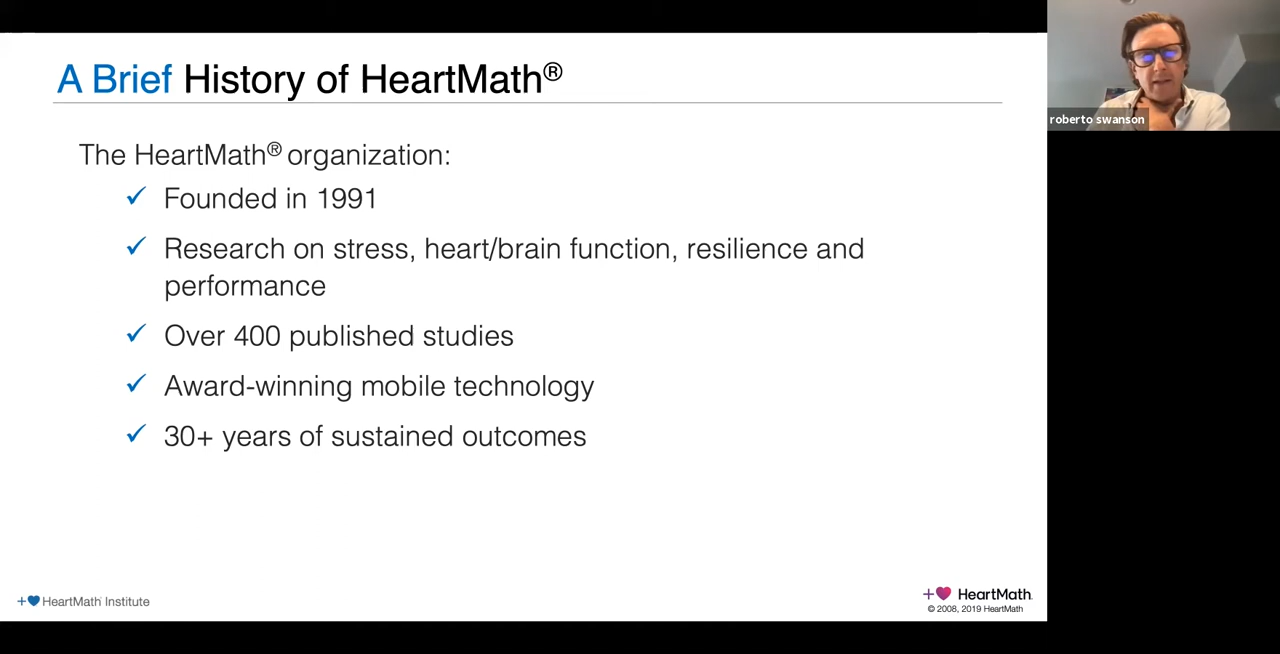 A Brief History of HeartMath®
The HeartMath® organization:
✓ Founded in 1991
✓ Research on stress, heart/brain function, resilience and
performance
✓ Over 400 published studies
✓ Award-winning mobile technology
✓ 30+ years of sustained outcomes
HeartMath Institute
HeartMath.
© 2008, 2019 HeartMath
roberto swanson